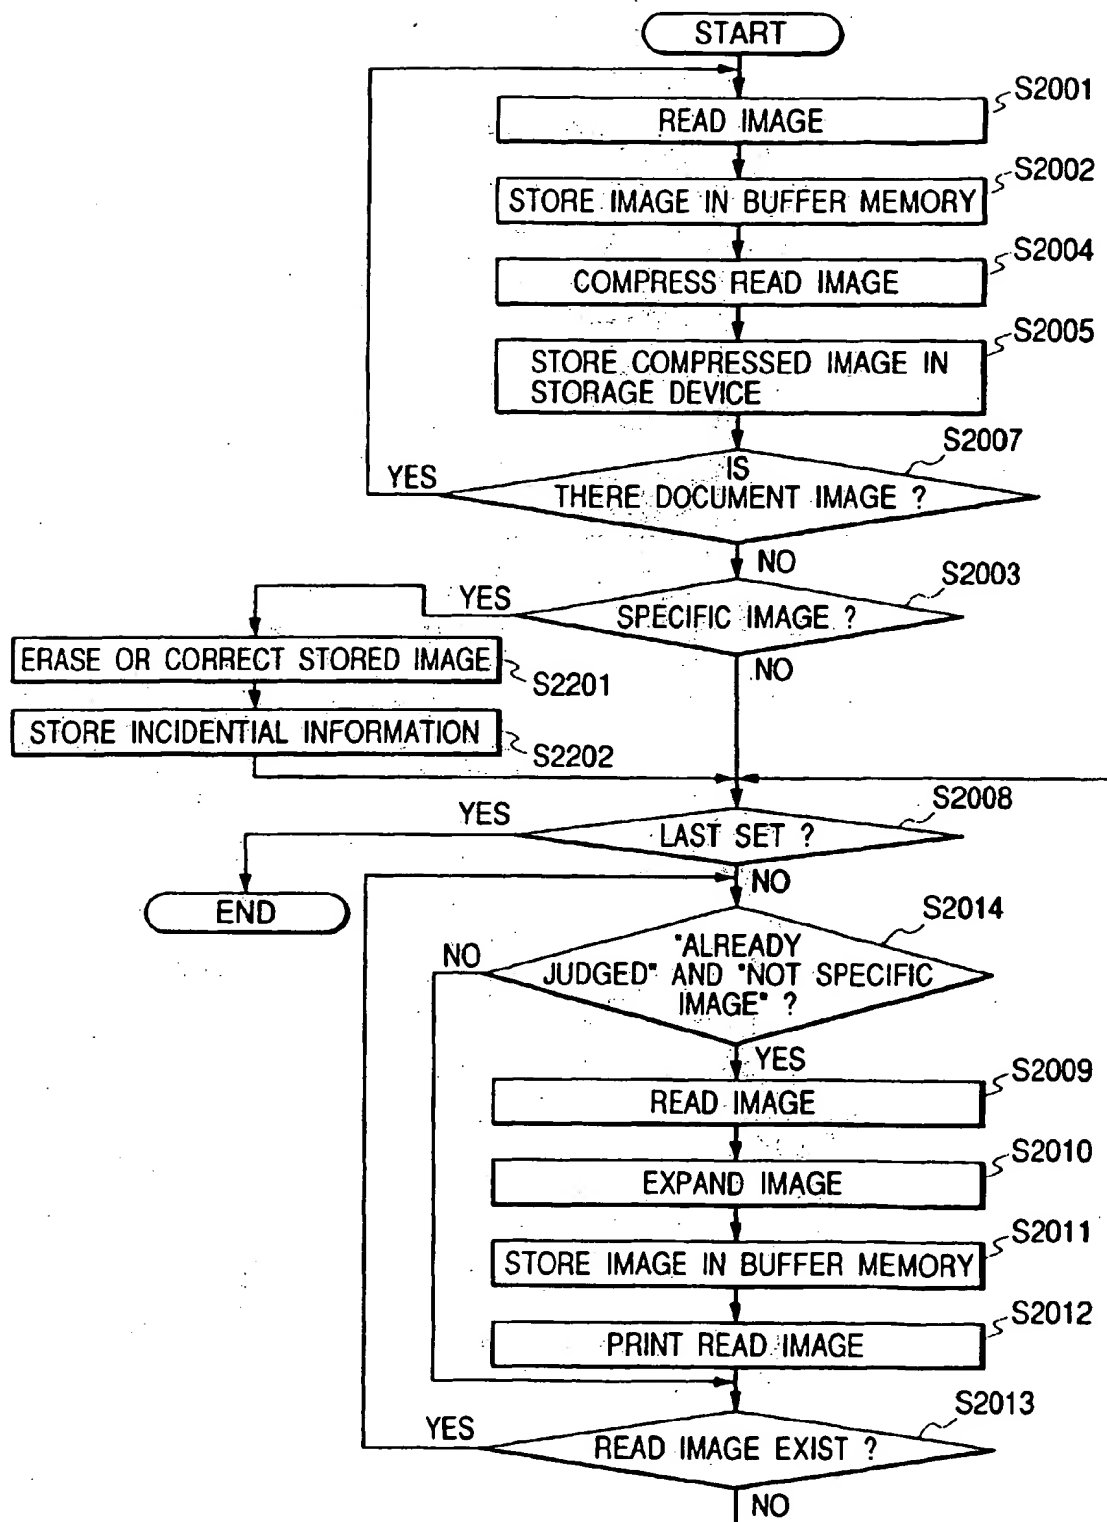 START
S2001
READ IMAGE
S2002
STORE IMAGE IN BUFFER MEMORY
S2004
COMPRESS READ IMAGE
S2005
STORE COMPRESSED IMAGE IN
STORAGE DEVICE
S2007
YES
IS
THERE DOCUMENT IMAGE ?
NO
S2003
YES
SPECIFIC IMAGE ?
ERASE OR CORRECT STORED IMAGE
S2201
NO
STORE INCIDENTIAL INFORMATION
S2202
S2008
YES
LAST SET ?
NO
END
S2014
NO
"ALREADY
JUDGED" AND "NOT SPECIFIC
IMAGE" ?
YES
S2009
READ IMAGE
S2010
EXPAND IMAGE
S2011
STORE IMAGE IN BUFFER MEMORY
S2012
PRINT READ IMAGE
S2013
YES
READ IMAGE EXIST ?
NO